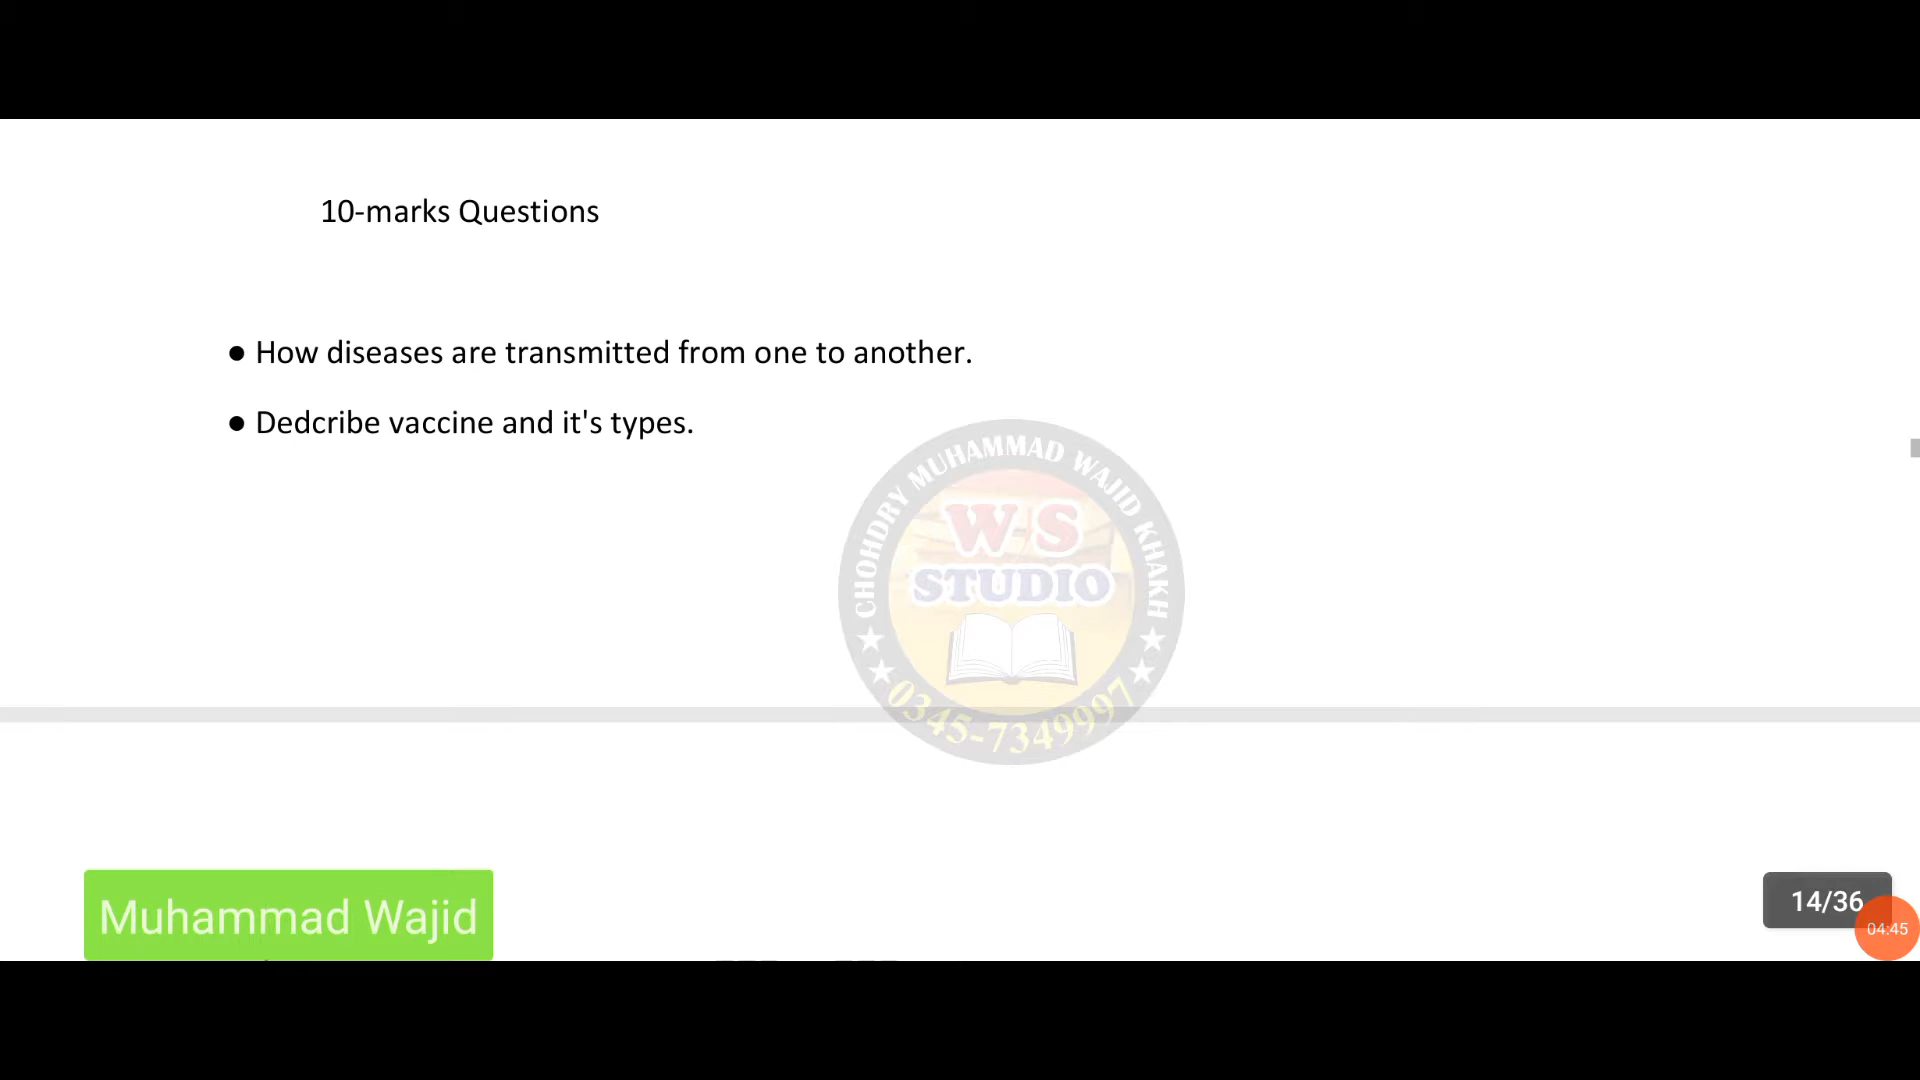 10-marks Questions
● How diseases are transmitted from one to another.
● Dedcribe vaccine and it's types.
CHOHDRY MUHAMMAD WAJID KHAKH
W-S
STUDIO
0345-7349997
Muhammad Wajid
14/36
04:45